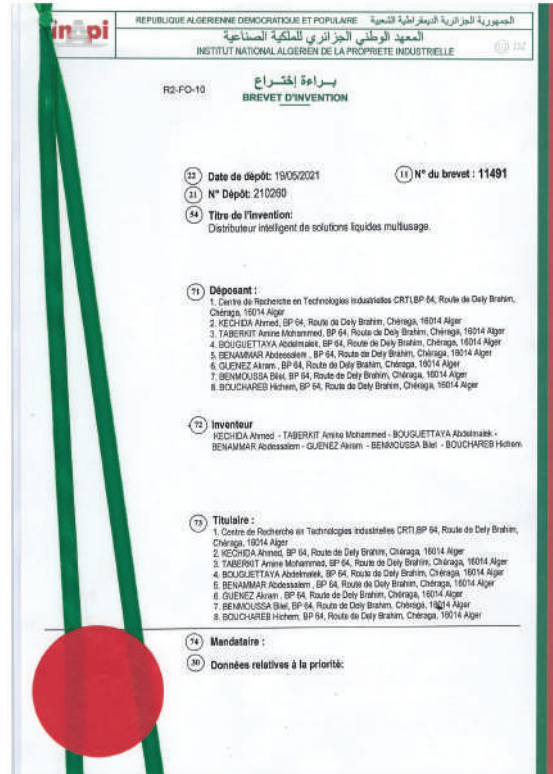 inapi
REPUBLIQUE ALGERIENNE DEMOCRATIQUE ET POPULAIRE الجمهورية الجزائرية الديمقراطية الشعبية
المعهد الوطني الجزائري للملكية الصناعية
INSTITUT NATIONAL ALGERIEN DE LA PROPRIETE INDUSTRIELLE
R2-FO-10
بــراءة إختــراع
BREVET D'INVENTION
22 Date de dépôt: 19/05/2021 11 N° du brevet : 11491
21 N° Dépôt: 210260
54 Titre de l'invention:
Distributeur intelligent de solutions liquides multiusage.
71 Déposant :
1. Centre de Recherche en Technologies Industrielles CRTI,BP 64, Route de Dely Brahim,
Chéraga, 16014 Alger
2. KECHIDA Ahmed, BP 64, Route de Dely Brahim, Chéraga, 16014 Alger
3. TABERKIT Amine Mohammed, BP 64, Route de Dely Brahim, Chéraga, 16014 Alger
4. BOUGUETTAYA Abdelmalek, BP 64, Route de Dely Brahim, Chéraga, 16014 Alger
5. BENAMMAR Abdessalem , BP 64, Route de Dely Brahim, Chéraga, 16014 Alger
6. GUENEZ Akram , BP 64, Route de Dely Brahim, Chéraga, 16014 Alger
7. BENMOUSSA Bilel, BP 64, Route de Dely Brahim, Chéraga, 16014 Alger
8. BOUCHAREB Hichem, BP 64, Route de Dely Brahim, Chéraga, 16014 Alger
72 Inventeur
KECHIDA Ahmed - TABERKIT Amine Mohammed - BOUGUETTAYA Abdelmalek -
BENAMMAR Abdessalem - GUENEZ Akram - BENMOUSSA Bilel - BOUCHAREB Hichem
73 Titulaire :
1. Centre de Recherche en Technologies Industrielles CRTI,BP 64, Route de Dely Brahim,
Chéraga, 16014 Alger
2. KECHIDA Ahmed, BP 64, Route de Dely Brahim, Chéraga, 16014 Alger
3. TABERKIT Amine Mohammed, BP 64, Route de Dely Brahim, Chéraga, 16014 Alger
4. BOUGUETTAYA Abdelmalek, BP 64, Route de Dely Brahim, Chéraga, 16014 Alger
5. BENAMMAR Abdessalem , BP 64, Route de Dely Brahim, Chéraga, 16014 Alger
6. GUENEZ Akram , BP 64, Route de Dely Brahim, Chéraga, 16014 Alger
7. BENMOUSSA Bilel, BP 64, Route de Dely Brahim, Chéraga, 16014 Alger
8. BOUCHAREB Hichem, BP 64, Route de Dely Brahim, Chéraga, 16014 Alger
74 Mandataire :
30 Données relatives à la priorité: